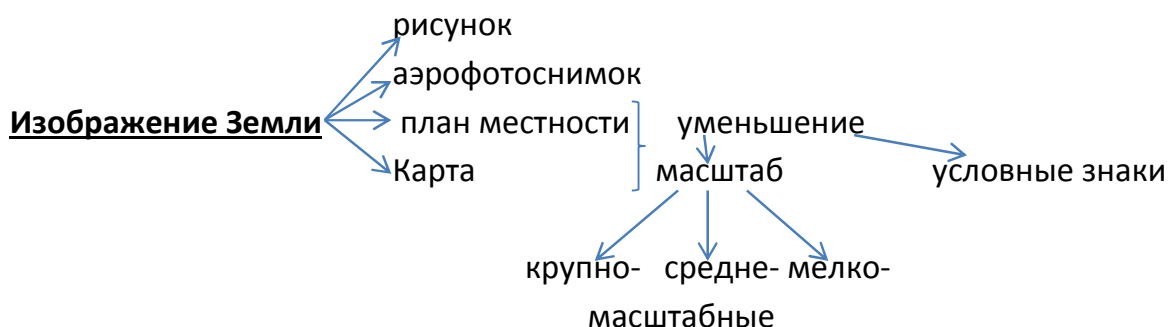 рисунок
аэрофотоснимок
Изображение Земли план местности уменьшение
Карта масштаб условные знаки
крупно- средне- мелко-
масштабные